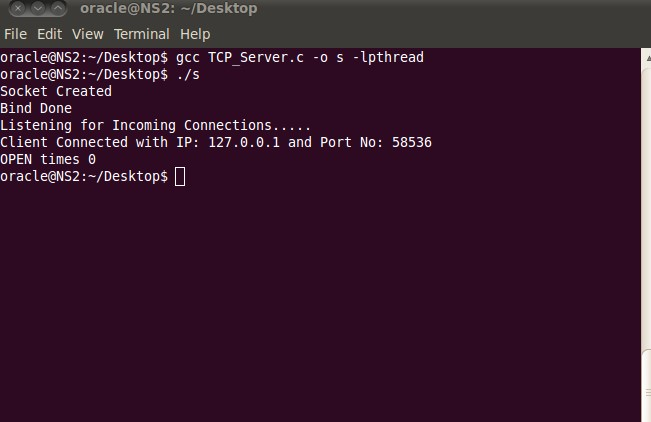 oracle@NS2: ~/Desktop
File Edit View Terminal Help
oracle@NS2:~/Desktop$ gcc TCP_Server.c -o s -lpthread
oracle@NS2:~/Desktop$ ./s
Socket Created
Bind Done
Listening for Incoming Connections.....
Client Connected with IP: 127.0.0.1 and Port No: 58536
OPEN times 0
oracle@NS2:~/Desktop$